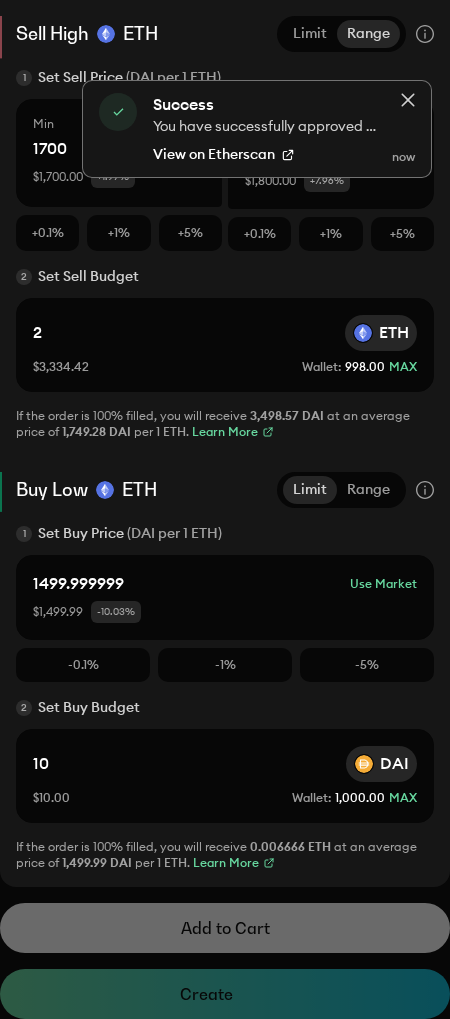 Sell High ETH Limit Range
1 Set Sell Price (DAI per 1 ETH)
Success
You have successfully approved ...
View on Etherscan
now
Min
1700
$1,700.00
$1,800.00 +7.96%
+0.1% +1% +5% +0.1% +1% +5%
2 Set Sell Budget
2 ETH
$3,334.42 Wallet: 998.00 MAX
If the order is 100% filled, you will receive 3,498.57 DAI at an average
price of 1,749.28 DAI per 1 ETH. Learn More
Buy Low ETH Limit Range
1 Set Buy Price (DAI per 1 ETH)
1499.999999 Use Market
$1,499.99 -10.03%
-0.1% -1% -5%
2 Set Buy Budget
10 DAI
$10.00 Wallet: 1,000.00 MAX
If the order is 100% filled, you will receive 0.006666 ETH at an average
price of 1,499.99 DAI per 1 ETH. Learn More
Add to Cart
Create